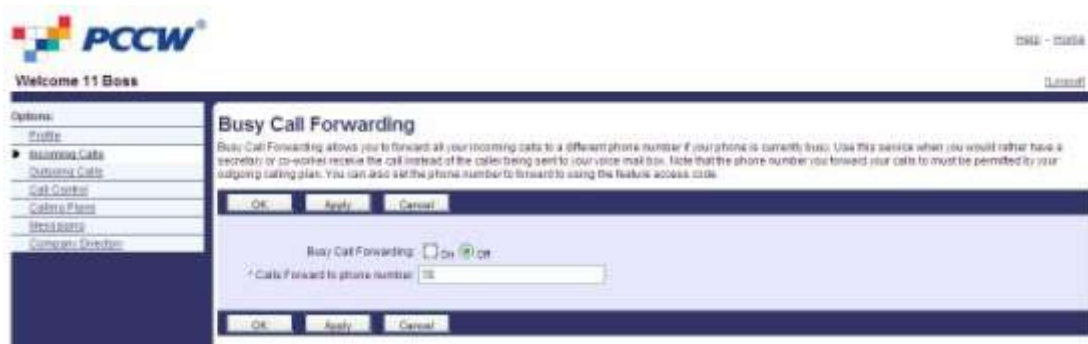 PCCW®
Help - Home
Welcome 11 Boss
[Logout]
Options:
Profile
Incoming Calls
Outgoing Calls
Call Control
Calling Plans
Messaging
Company Directory
Busy Call Forwarding
Busy Call Forwarding allows you to forward all your incoming calls to a different phone number if your phone is currently busy. Use this service when you would rather have a
secretary or co-worker receive the call instead of the caller being sent to your voice mail box. Note that the phone number you forward your calls to must be permitted by your
outgoing calling plan. You can also set the phone number to forward to using the feature access code.
OK Apply Cancel
Busy Call Forwarding: On Off
* Calls Forward to phone number:
OK Apply Cancel